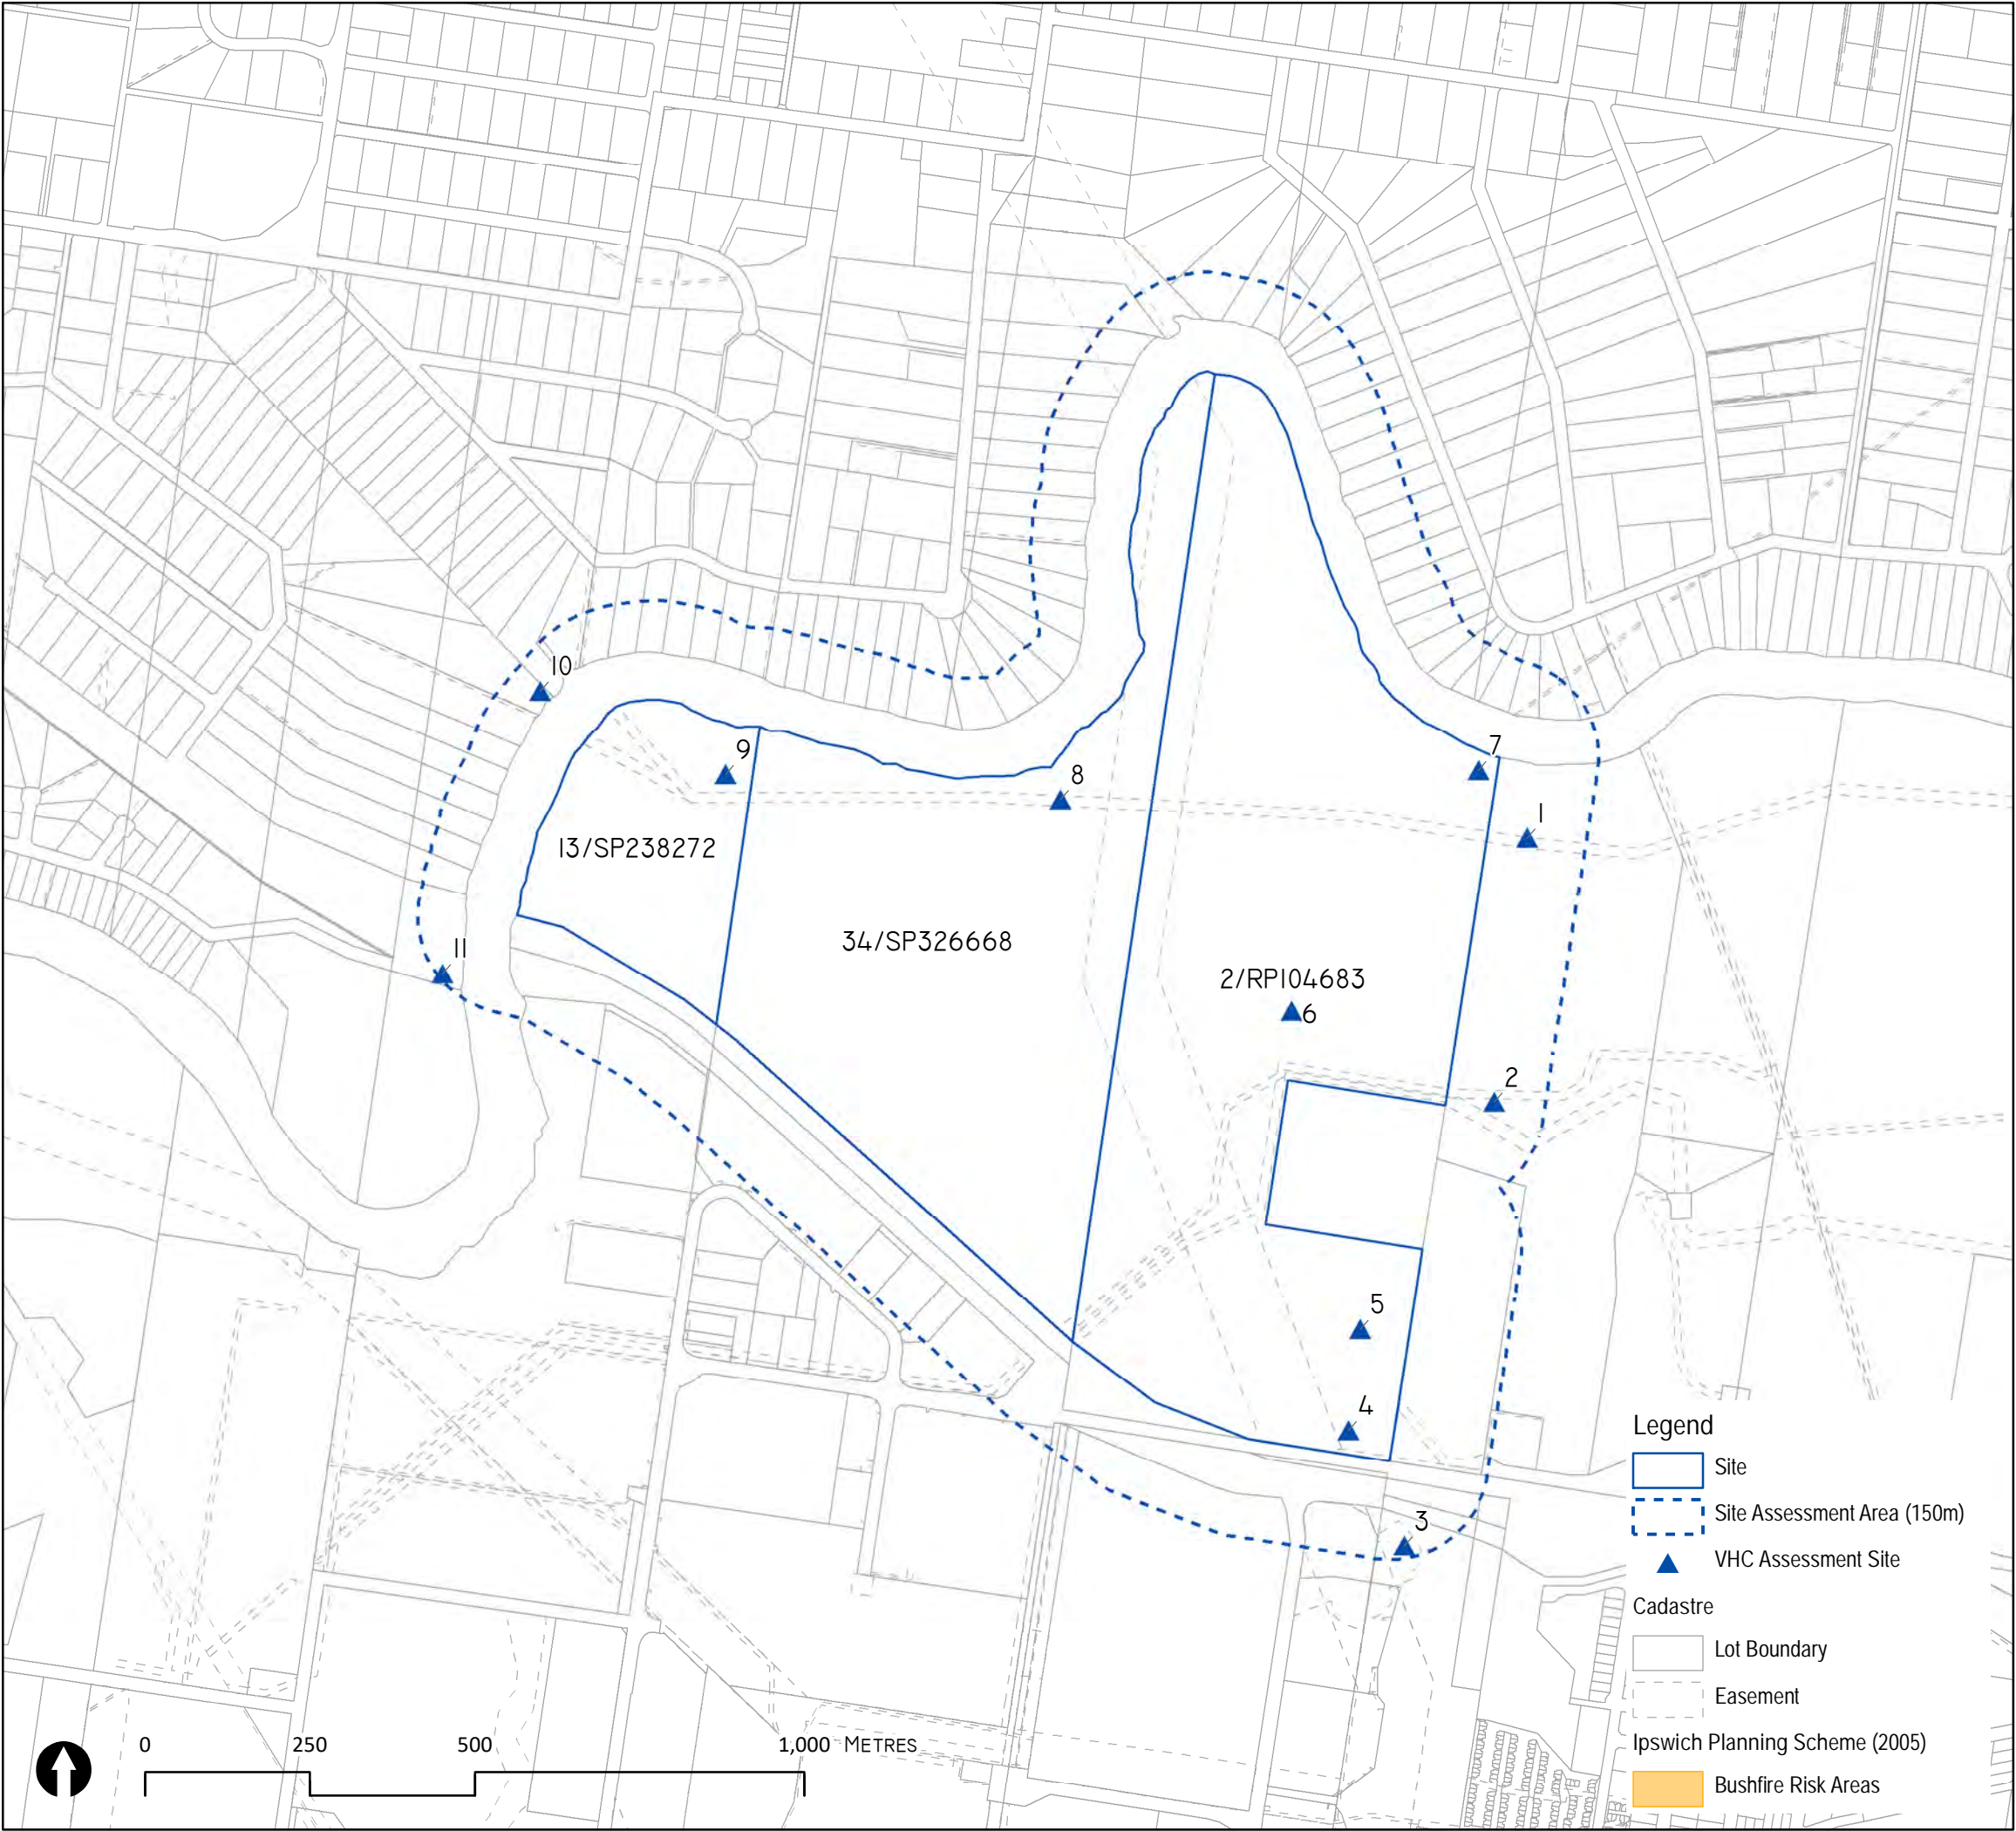 10
9
8
7
1
13/SP238272
34/SP326668
11
2/RP104683
6
2
5
4
3
Legend
Site
Site Assessment Area (150m)
VHC Assessment Site
Cadastre
Lot Boundary
Easement
Ipswich Planning Scheme (2005)
Bushfire Risk Areas
0 250 500 1,000 METRES